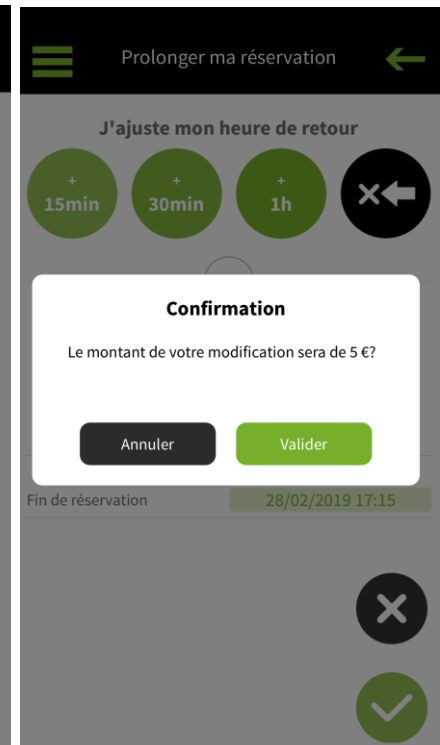 Prolonger ma réservation
J'ajuste mon heure de retour
+ + +
15min 30min 1h
Confirmation
Le montant de votre modification sera de 5 €?
Annuler Valider
Fin de réservation 28/02/2019 17:15